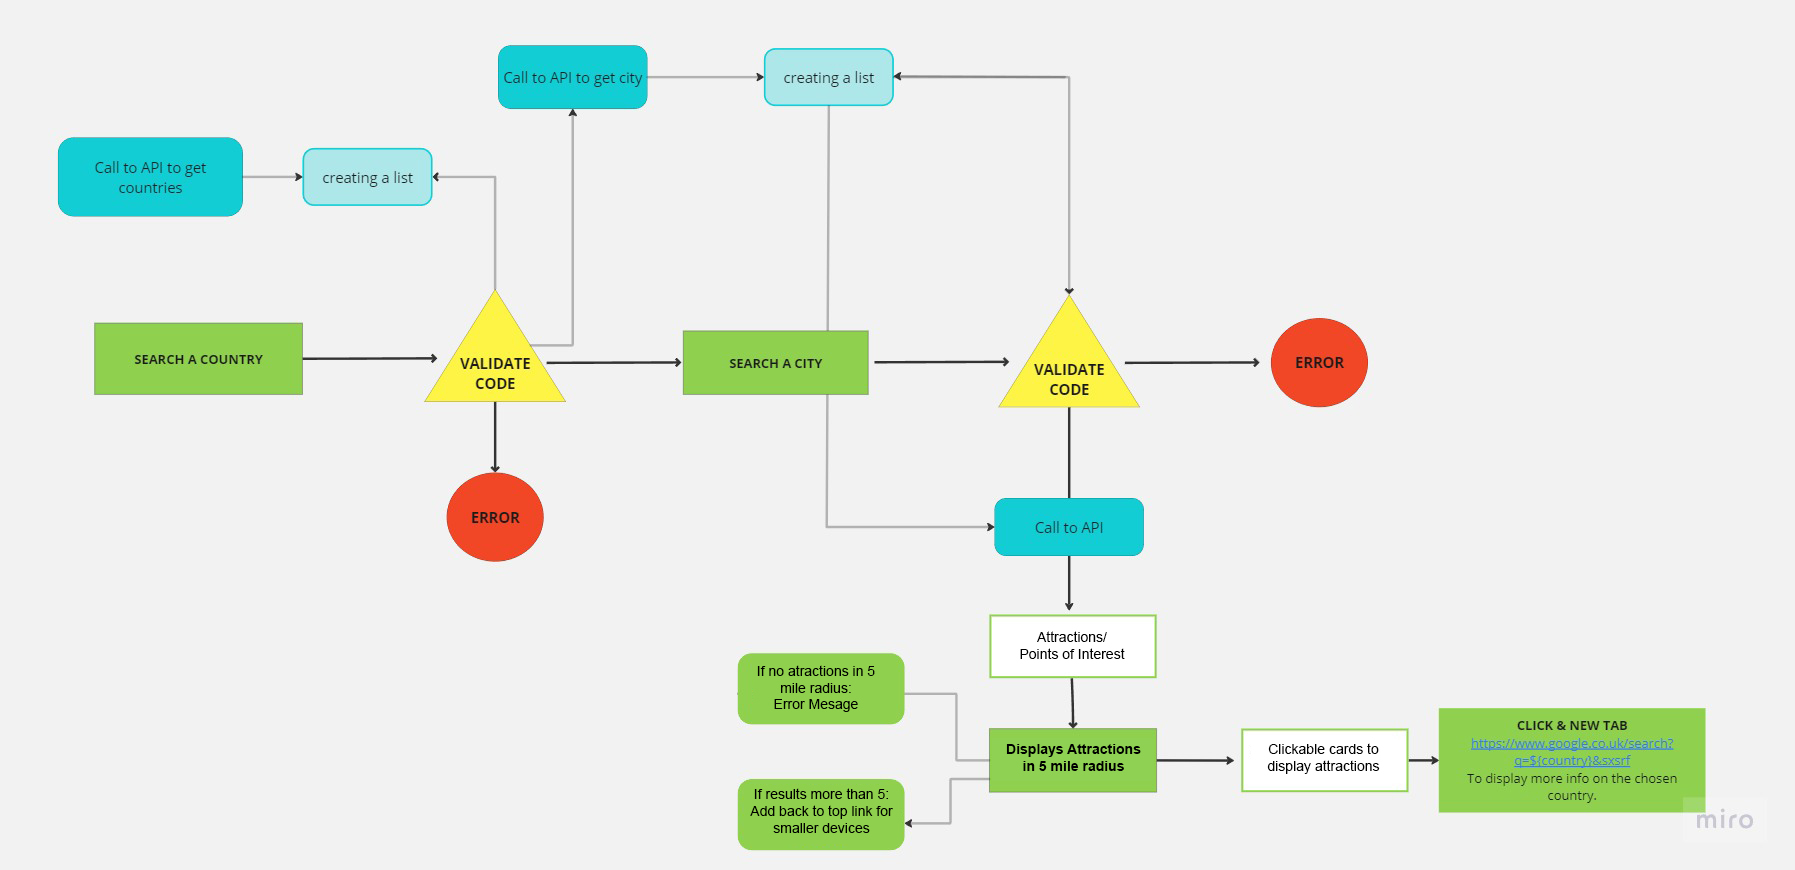 Call to API to get city
creating a list
Call to API to get
countries
creating a list
SEARCH A COUNTRY
VALIDATE
CODE
SEARCH A CITY
VALIDATE
CODE
ERROR
ERROR
Call to API
Attractions/
Points of Interest
If no atractions in 5
mile radius:
Error Mesage
Displays Attractions
in 5 mile radius
Clickable cards to
display attractions
CLICK & NEW TAB
https://www.google.co.uk/search?
q=${country}&sxsrf
To display more info on the chosen
country.
If results more than 5:
Add back to top link for
smaller devices
miro